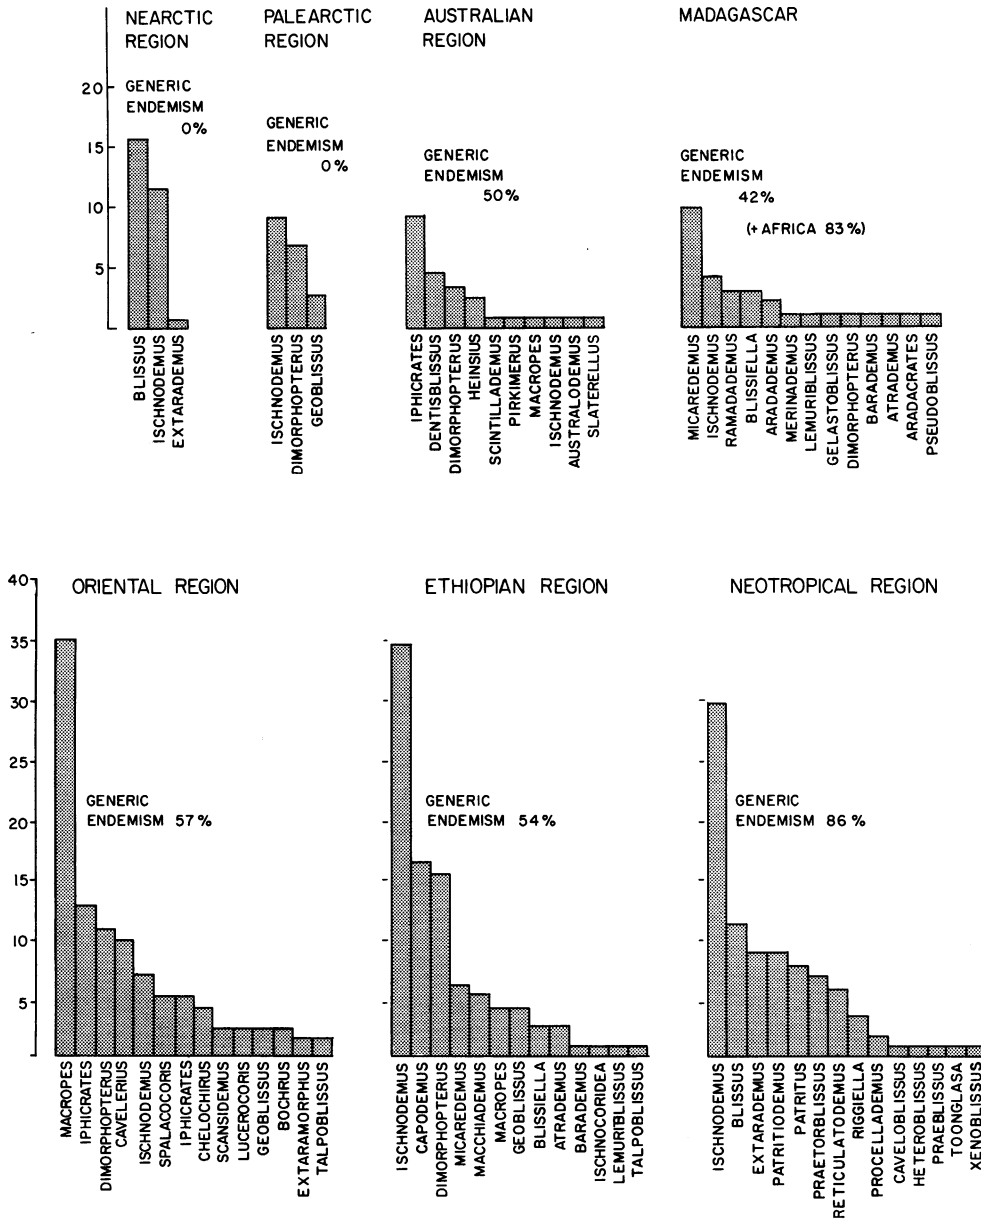 NEARCTIC
REGION
GENERIC
ENDEMISM
0%
20
15
10
5
BLISSUS
ISCHNODEMUS
EXTARADEMUS
PALEARCTIC
REGION
GENERIC
ENDEMISM
0%
ISCHNODEMUS
DIMORPHOPTERUS
GEOBLISSUS
AUSTRALIAN
REGION
GENERIC
ENDEMISM
50%
IPHICRATES
DENTISBLISSUS
DIMORPHOPTERUS
HEINSIUS
SCINTILLADEMUS
PIRKIMERUS
MACROPES
ISCHNODEMUS
AUSTRALODEMUS
SLATERELLUS
MADAGASCAR
GENERIC
ENDEMISM
42%
(+ AFRICA 83%)
MICAREDEMUS
ISCHNODEMUS
RAMADADEMUS
BLISSIELLA
ARADADEMUS
MERINADEMUS
LEMURIBLISSUS
GELASTOBLISSUS
DIMORPHOPTERUS
BARADEMUS
ATRADEMUS
ARADACRATES
PSEUDOBLISSUS
ORIENTAL REGION
40
35
30
25
20
15
10
5
GENERIC
ENDEMISM 57%
MACROPES
IPHICRATES
DIMORPHOPTERUS
CAVELERIUS
ISCHNODEMUS
SPALACOCORIS
IPHICRATES
CHELOCHIRUS
SCANSIDEMUS
LUCEROCORIS
GEOBLISSUS
BOCHRUS
EXTARAMORPHUS
TALPOBLISSUS
ETHIOPIAN REGION
GENERIC
ENDEMISM 54%
ISCHNODEMUS
CAPODEMUS
DIMORPHOPTERUS
MICAREDEMUS
MACCHIADEMUS
MACROPES
GEOBLISSUS
BLISSIELLA
ATRADEMUS
BARADEMUS
ISCHNOCORIDEA
LEMURIBLISSUS
TALPOBLISSUS
NEOTROPICAL REGION
GENERIC
ENDEMISM 86%
ISCHNODEMUS
BLISSUS
EXTARADEMUS
PATRITIODEMUS
PATRITUS
PRAETORBLISSUS
RETICULATODEMUS
RIGGIELLA
PROCELLADEMUS
CAVELOBLISSUS
HETEROBLISSUS
PRAEBLISSUS
TOONGLASA
XENOBLISSUS